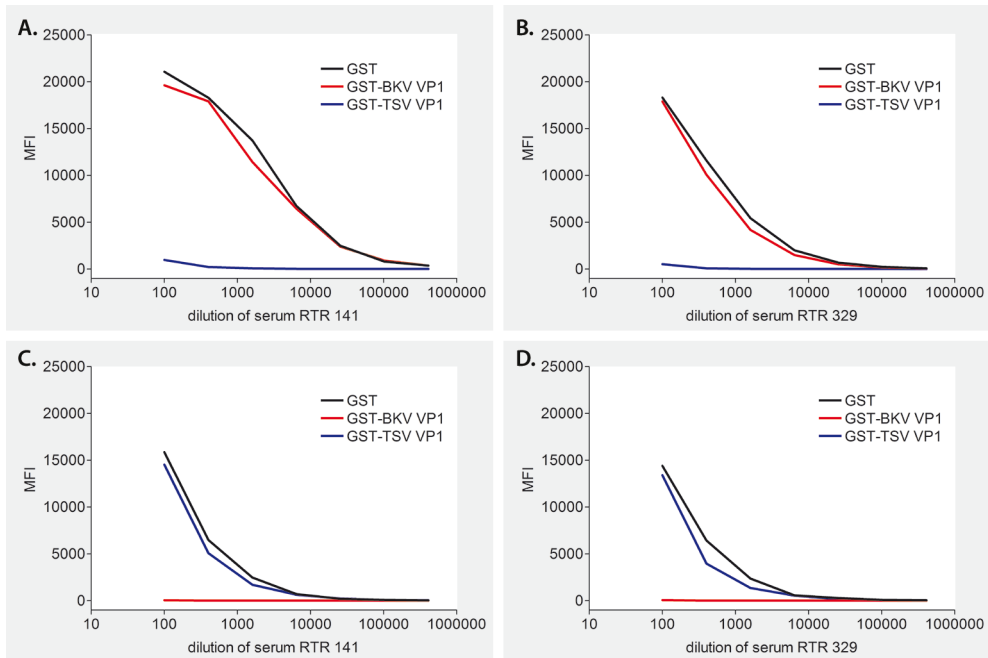 A.
25000
20000
15000
10000
5000
0
MFI
GST
GST-BKV VP1
GST-TSV VP1
10 100 1000 10000 100000 1000000
dilution of serum RTR 141
B.
25000
20000
15000
10000
5000
0
MFI
GST
GST-BKV VP1
GST-TSV VP1
10 100 1000 10000 100000 1000000
dilution of serum RTR 329
C.
25000
20000
15000
10000
5000
0
MFI
GST
GST-BKV VP1
GST-TSV VP1
10 100 1000 10000 100000 1000000
dilution of serum RTR 141
D.
25000
20000
15000
10000
5000
0
MFI
GST
GST-BKV VP1
GST-TSV VP1
10 100 1000 10000 100000 1000000
dilution of serum RTR 329